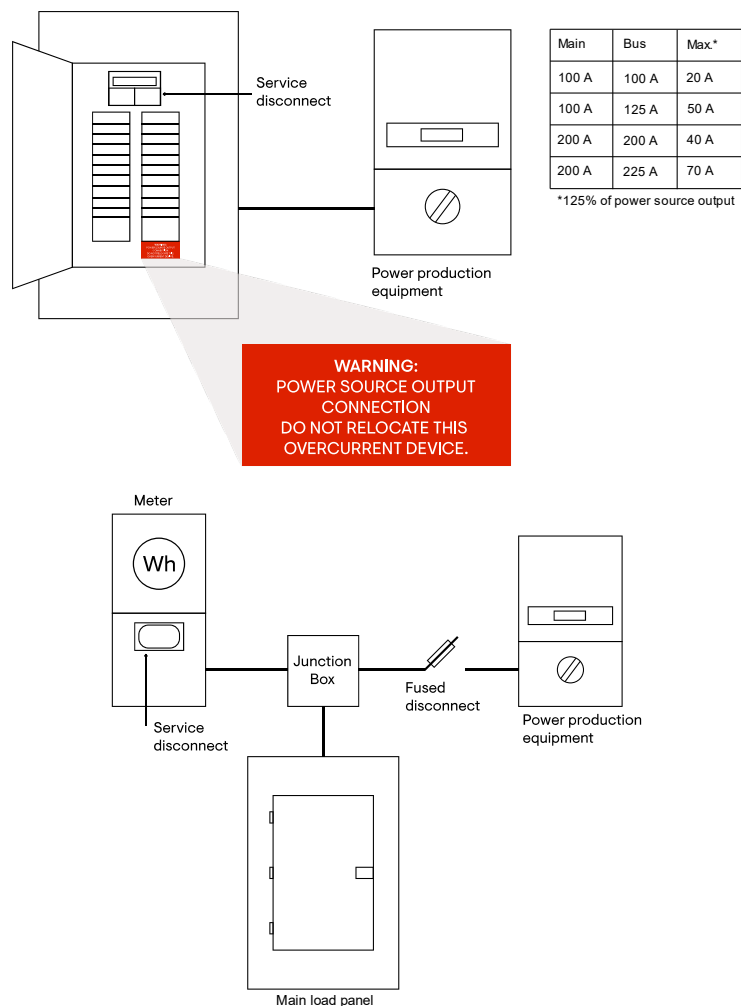 Service
disconnect
Main Bus Max.*
100 A 100 A 20 A
100 A 125 A 50 A
200 A 200 A 40 A
200 A 225 A 70 A
*125% of power source output
Power production
equipment
WARNING:
POWER SOURCE OUTPUT
CONNECTION
DO NOT RELOCATE THIS
OVERCURRENT DEVICE.
Meter
Wh
Junction
Box
Fused
disconnect
Service
disconnect
Power production
equipment
Main load panel